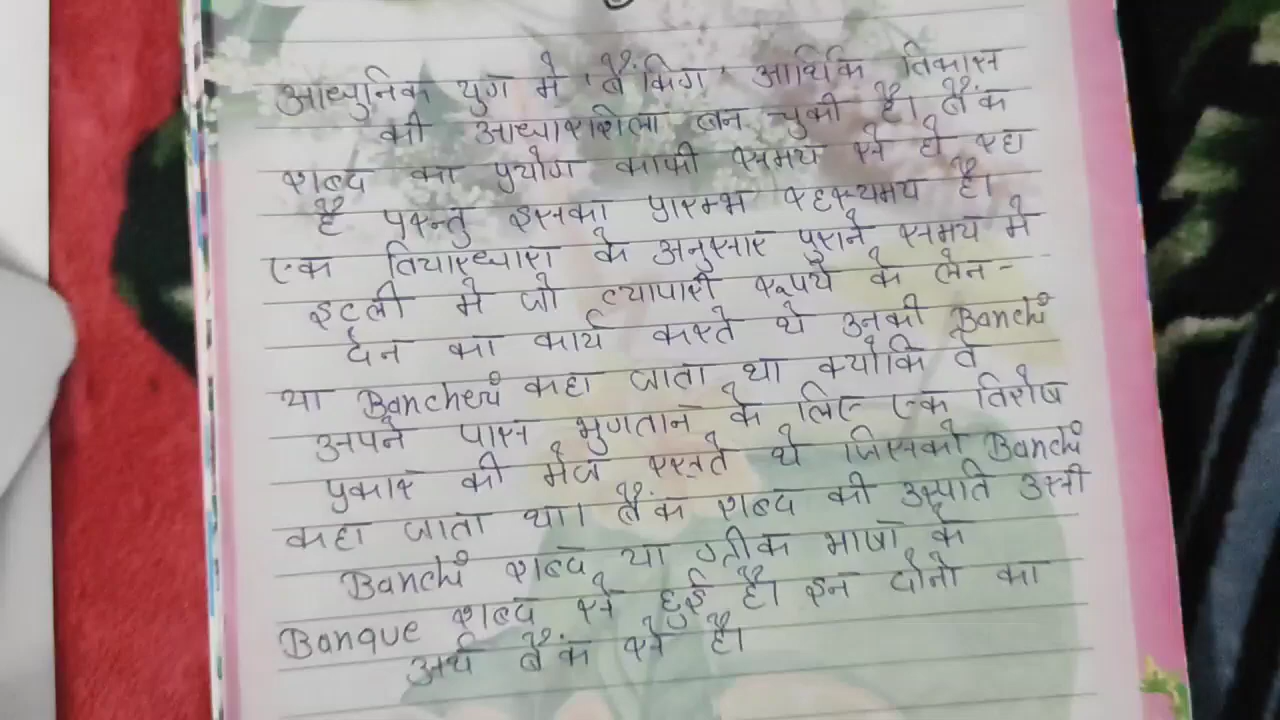 आधुनिक युग मे 'बैंकिंग' आर्थिक विकास
की आधारशिला बन चुकी है। बैंक
शब्द का प्रयोग काफी समय से हो रहा
है परन्तु इसका प्रारम्भ रहस्यमय है।
एक विचारधारा के अनुसार पुराने समय मे
इटली मे जो व्यापारी रूपये के लेन-
देन का कार्य करते थे उनकी Banchi
या Bancheri कहा जाता था क्योकि वे
अपने पास भुगतान के लिए एक विशेष
प्रकार की मेज रखते थे जिसको Banchi
कहा जाता था। बैंक शब्द की उत्पति उसी
Banchi शब्द या ग्रीक भाषा के
Banque शब्द से हुई है। इन दोनो का
अर्थ बैंक से है।